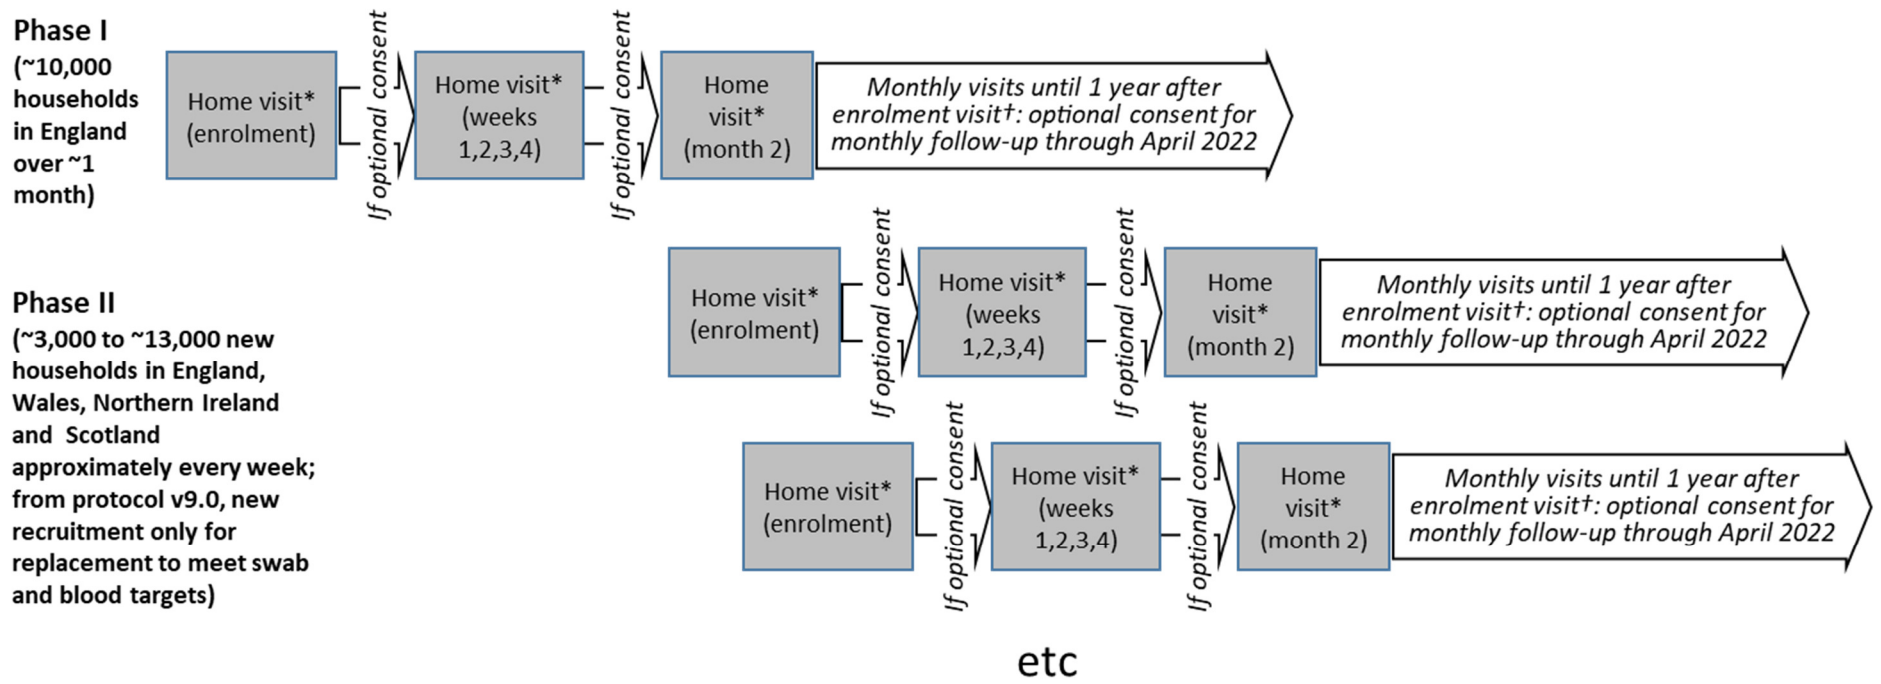 Phase I
(~10,000
households
in England
over ~1
month)
Home visit*
(enrolment)
If optional consent
Home visit*
(weeks
1,2,3,4)
If optional consent
Home
visit*
(month 2)
Monthly visits until 1 year after
enrolment visit†: optional consent for
monthly follow-up through April 2022
Phase II
(~3,000 to ~13,000 new
households in England,
Wales, Northern Ireland
and Scotland
approximately every week;
from protocol v9.0, new
recruitment only for
replacement to meet swab
and blood targets)
Home visit*
(enrolment)
If optional consent
Home visit*
(weeks
1,2,3,4)
If optional consent
Home
visit*
(month 2)
Monthly visits until 1 year after
enrolment visit†: optional consent for
monthly follow-up through April 2022
Home visit*
(enrolment)
If optional consent
Home visit*
(weeks
1,2,3,4)
If optional consent
Home
visit*
(month 2)
Monthly visits until 1 year after
enrolment visit†: optional consent for
monthly follow-up through April 2022
etc